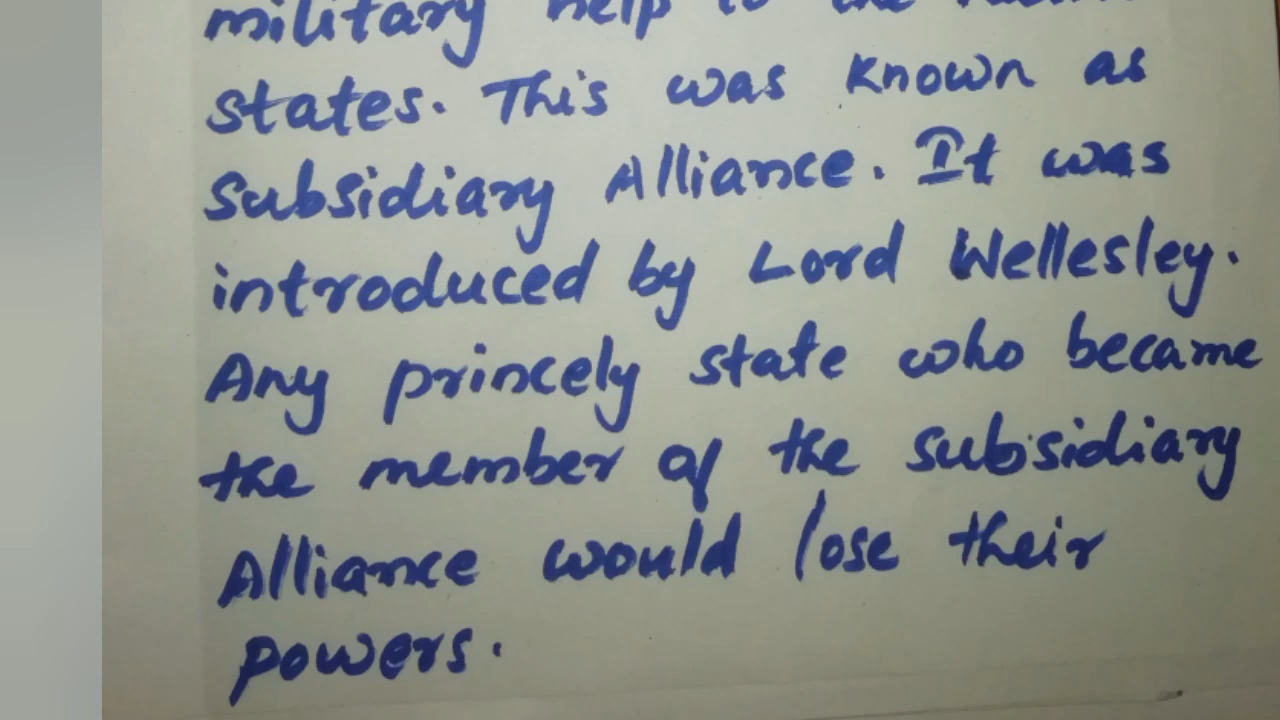 military help to the
states. This was known as
Subsidiary Alliance. It was
introduced by Lord Wellesley.
Any princely state who became
the member of the subsidiary
Alliance would lose their
powers.